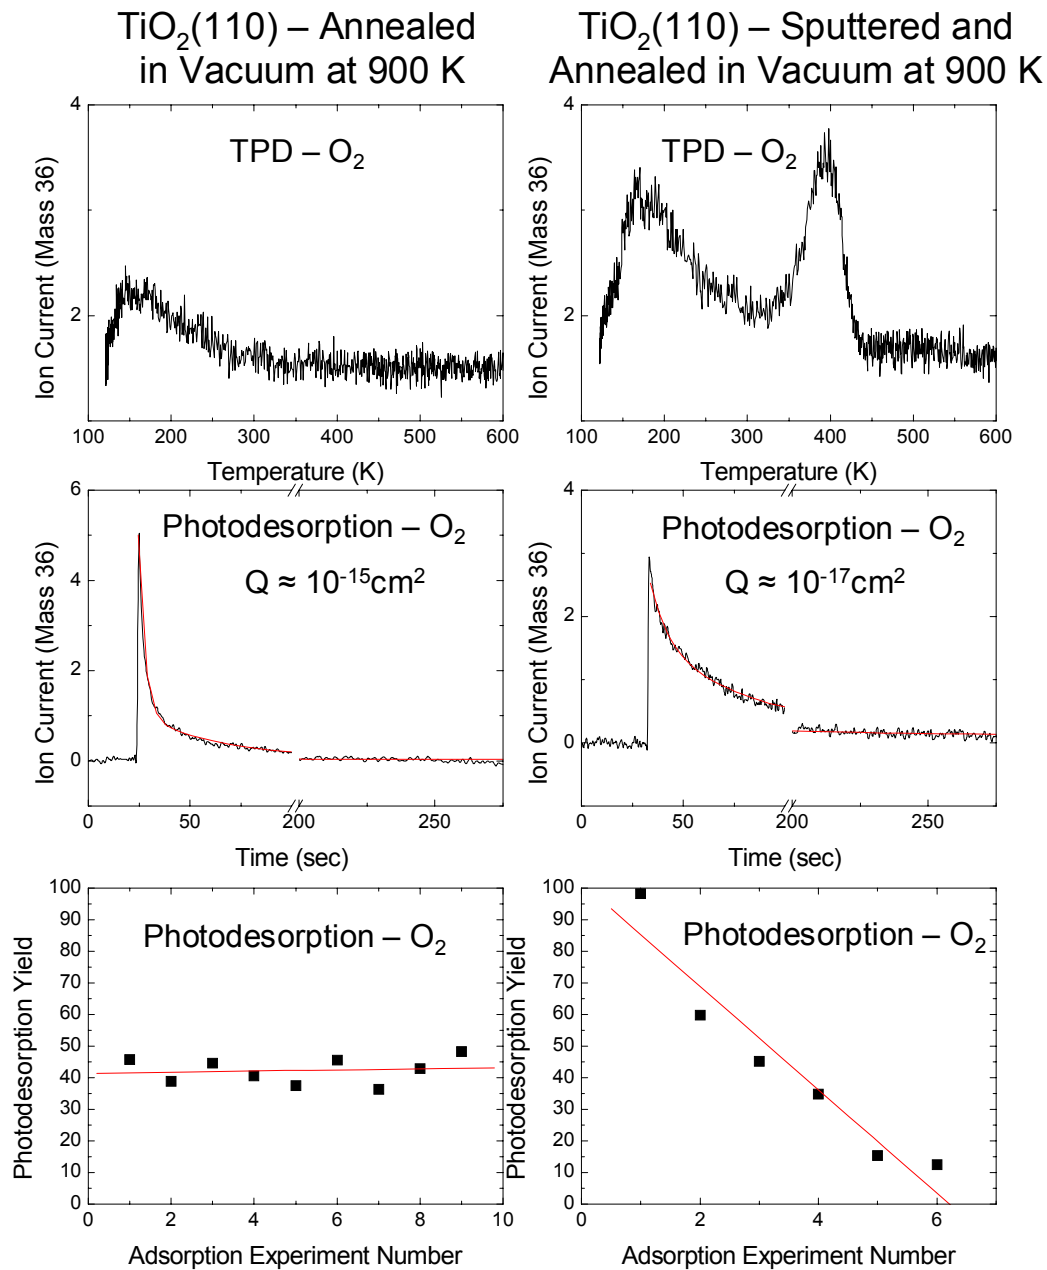 TiO₂(110) – Annealed
in Vacuum at 900 K
TiO₂(110) – Sputtered and
Annealed in Vacuum at 900 K
TPD – O₂
Ion Current (Mass 36)
4
2
100 200 300 400 500 600
Temperature (K)
TPD – O₂
Ion Current (Mass 36)
4
2
100 200 300 400 500 600
Temperature (K)
Photodesorption – O₂
Q ≈ 10⁻¹⁵cm²
Ion Current (Mass 36)
6
4
2
0
0 50 200 250
Time (sec)
Photodesorption – O₂
Q ≈ 10⁻¹⁷cm²
Ion Current (Mass 36)
4
2
0
0 50 200 250
Time (sec)
Photodesorption – O₂
Photodesorption Yield
100
90
80
70
60
50
40
30
20
10
0
0 2 4 6 8 10
Adsorption Experiment Number
Photodesorption – O₂
Photodesorption Yield
100
90
80
70
60
50
40
30
20
10
0
0 2 4 6
Adsorption Experiment Number